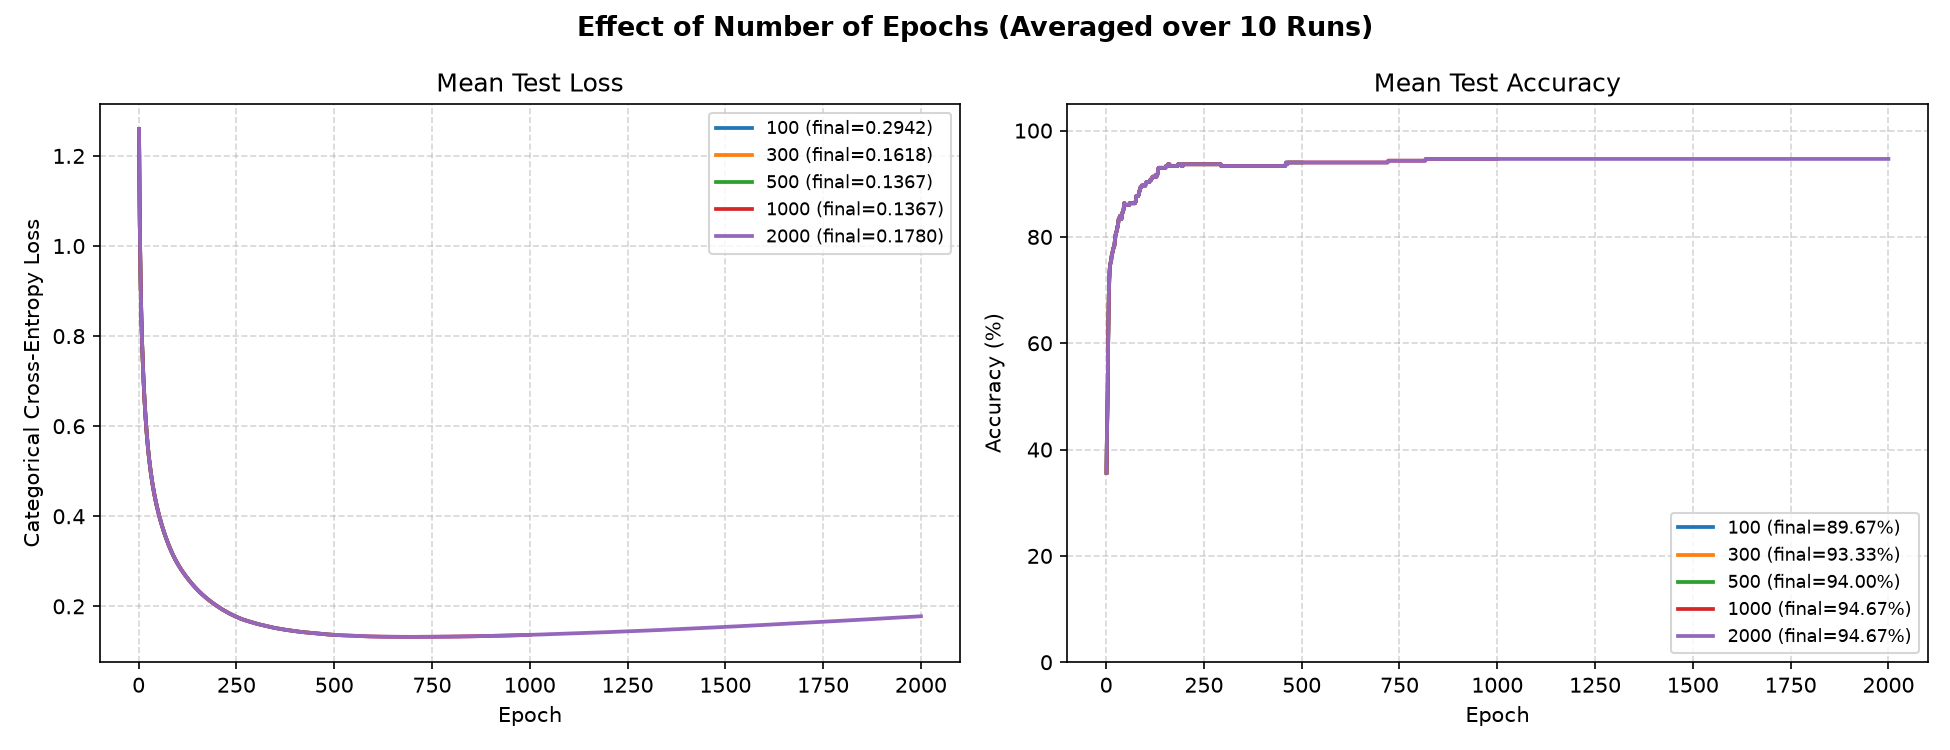 Effect of Number of Epochs (Averaged over 10 Runs)
Mean Test Loss
Categorical Cross-Entropy Loss
1.2
1.0
0.8
0.6
0.4
0.2
100 (final=0.2942)
300 (final=0.1618)
500 (final=0.1367)
1000 (final=0.1367)
2000 (final=0.1780)
0 250 500 750 1000 1250 1500 1750 2000
Epoch
Mean Test Accuracy
Accuracy (%)
100
80
60
40
20
0
100 (final=89.67%)
300 (final=93.33%)
500 (final=94.00%)
1000 (final=94.67%)
2000 (final=94.67%)
0 250 500 750 1000 1250 1500 1750 2000
Epoch